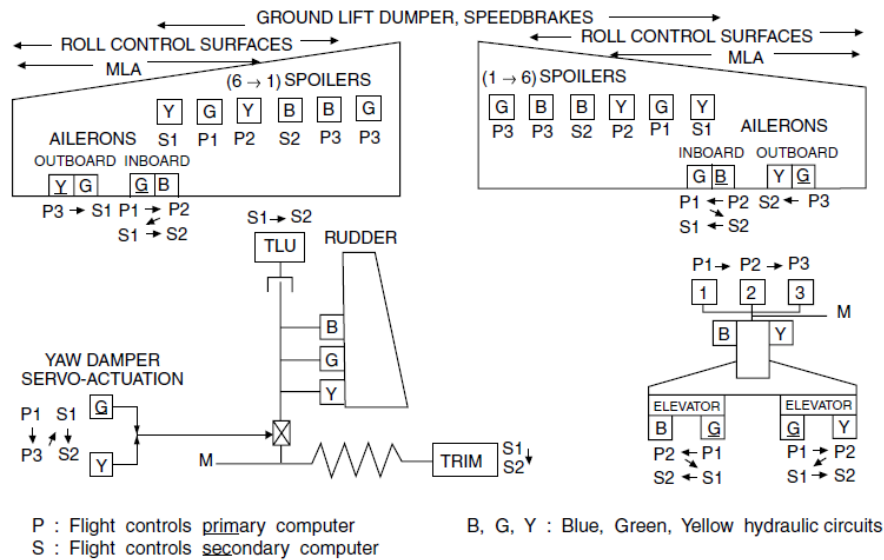 GROUND LIFT DUMPER, SPEEDBRAKES
ROLL CONTROL SURFACES
MLA
(6 → 1) SPOILERS
Y G Y B B G
S1 P1 P2 S2 P3 P3
AILERONS
OUTBOARD INBOARD
Y G G B
P3 → S1 P1 → P2
S1 → S2
ROLL CONTROL SURFACES
MLA
(1 → 6) SPOILERS
G B B Y G Y
P3 P3 S2 P2 P1 S1
AILERONS
INBOARD OUTBOARD
G B Y G
P1 ← P2 S2 ← P3
S1 ← S2
S1 → S2
TLU
RUDDER
B
G
Y
YAW DAMPER
SERVO-ACTUATION
P1 S1 G
P3 S2 Y
M
TRIM
S1
S2
P1 → P2 → P3
1 2 3
M
B Y
ELEVATOR ELEVATOR
B G G Y
P2 ← P1 P1 → P2
S2 ← S1 S1 → S2
P : Flight controls primary computer
S : Flight controls secondary computer
B, G, Y : Blue, Green, Yellow hydraulic circuits